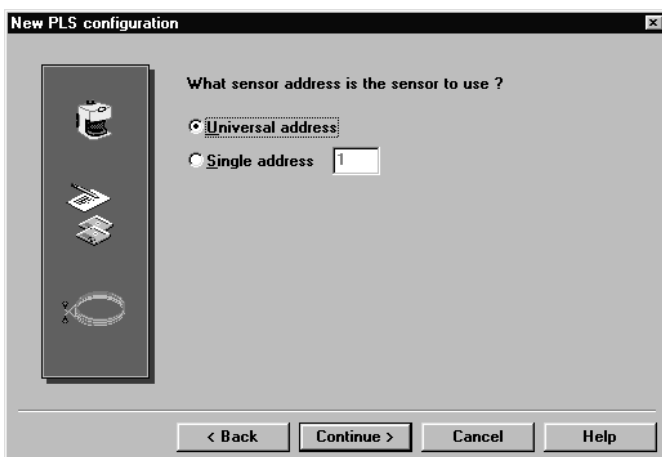 New PLS configuration
What sensor address is the sensor to use ?
Universal address
Single address 1
< Back Continue > Cancel Help